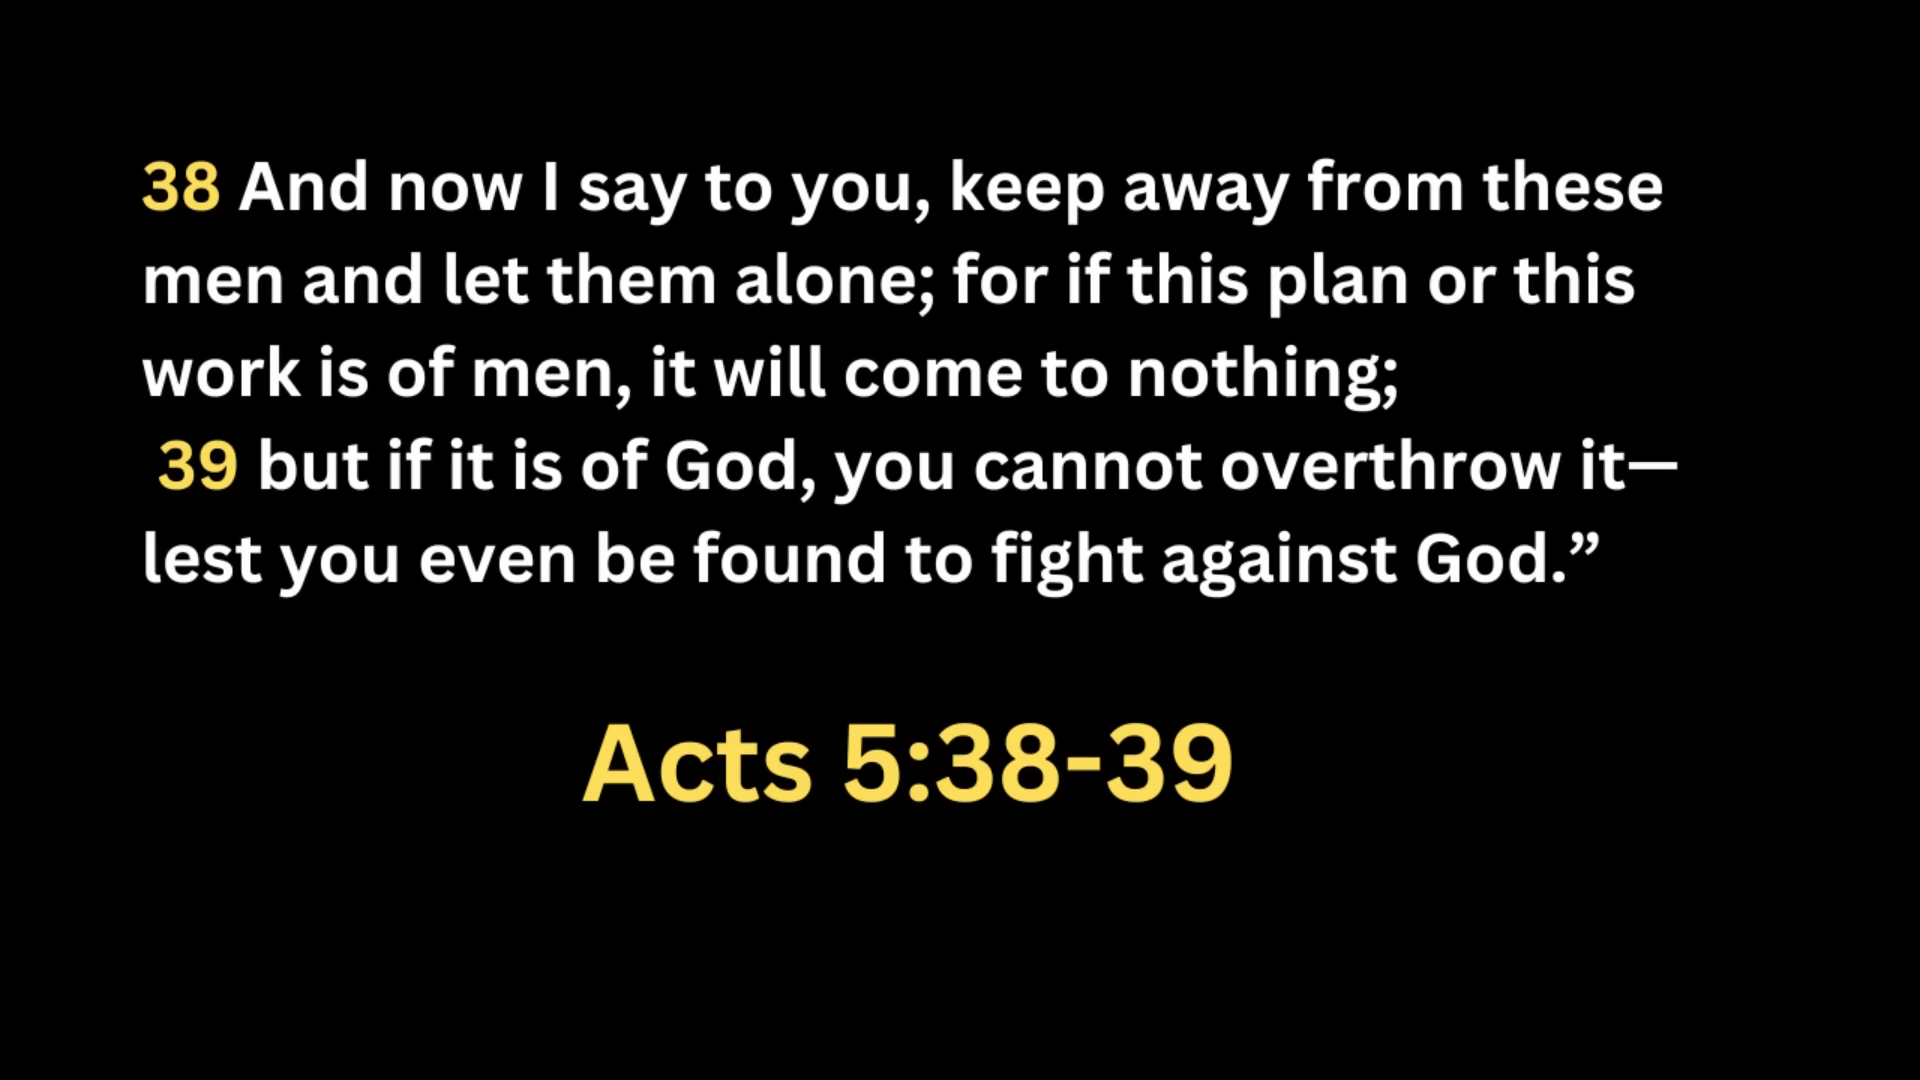 38 And now I say to you, keep away from these
men and let them alone; for if this plan or this
work is of men, it will come to nothing;
39 but if it is of God, you cannot overthrow it—
lest you even be found to fight against God.”
Acts 5:38-39